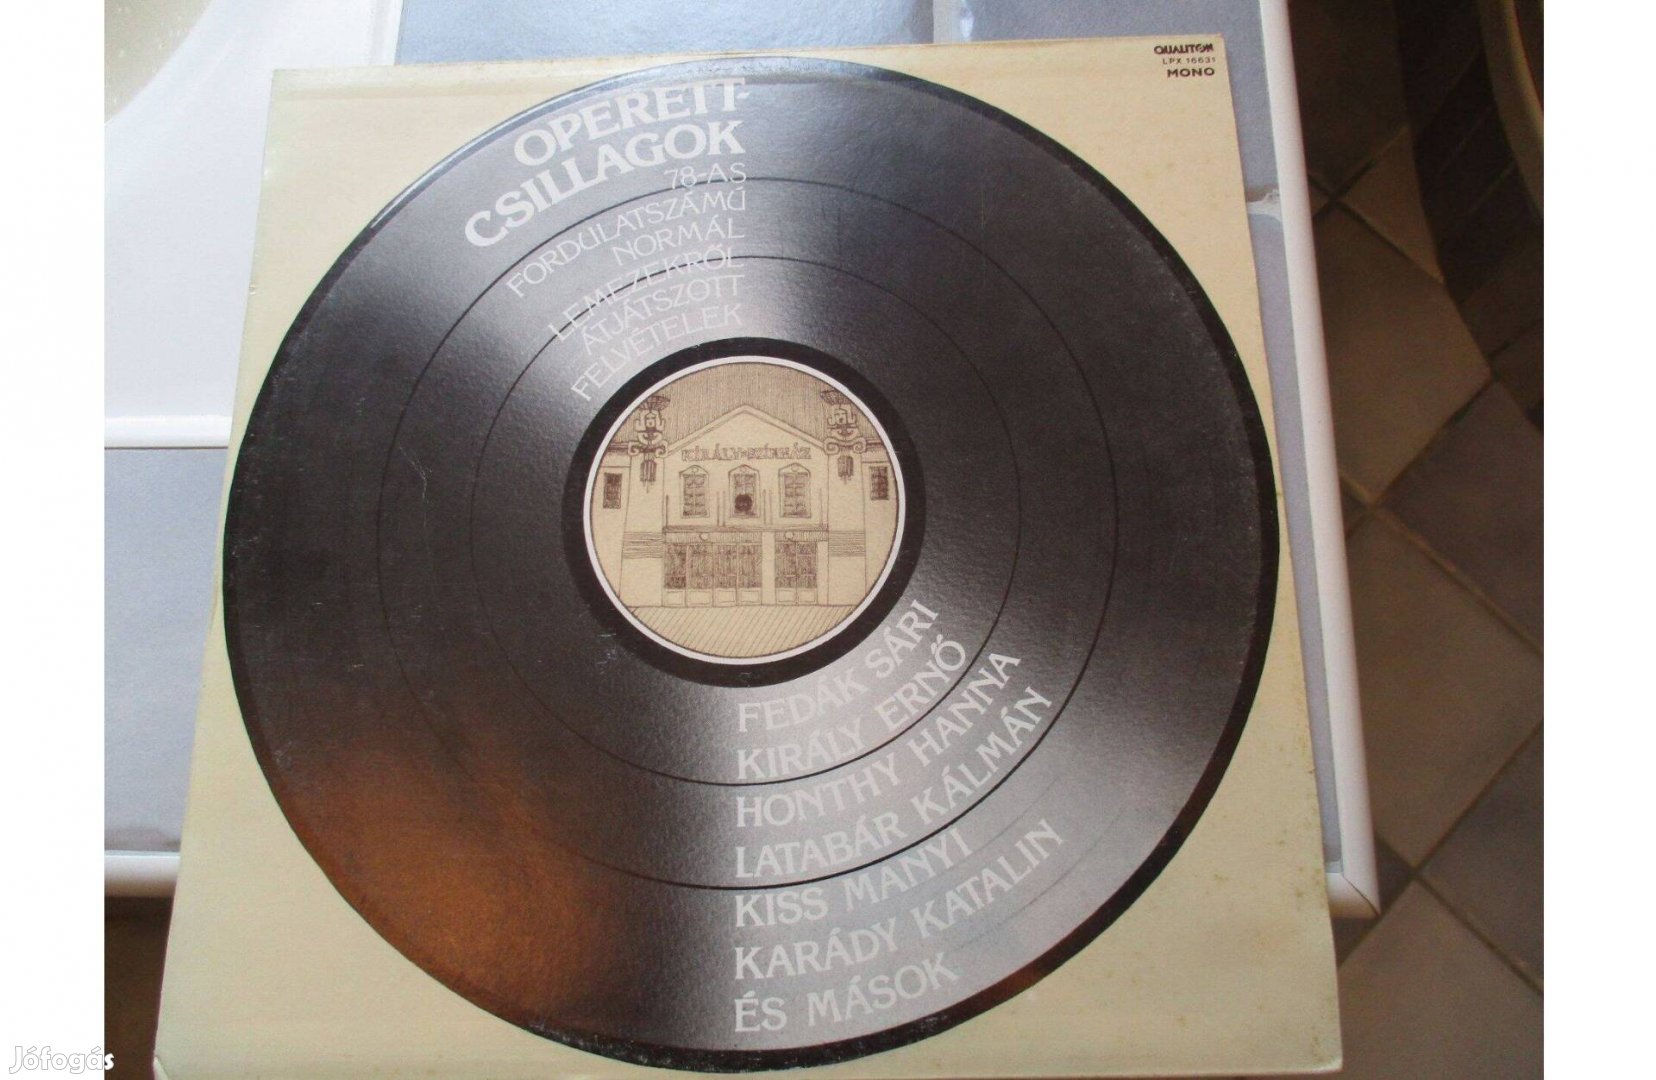 QUALITON
LPX 16631
MONO
OPERETT-
CSILLAGOK
78-AS
FORDULATSZÁMÚ
NORMÁL
LEMEZEKRŐL
ÁTJÁTSZOTT
FELVÉTELEK
KIRÁLY-SZÍNHÁZ
FEDÁK SÁRI
KIRÁLY ERNŐ
HONTHY HANNA
LATABÁR KÁLMÁN
KISS MANYI
KARÁDY KATALIN
ÉS MÁSOK
Jófogás